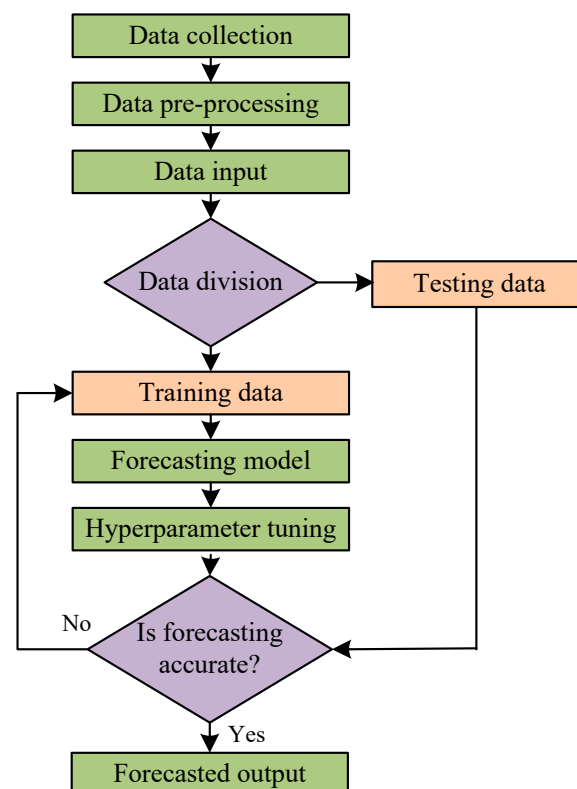 Data collection
Data pre-processing
Data input
Data division
Testing data
Training data
Forecasting model
Hyperparameter tuning
No
Is forecasting
accurate?
Yes
Forecasted output